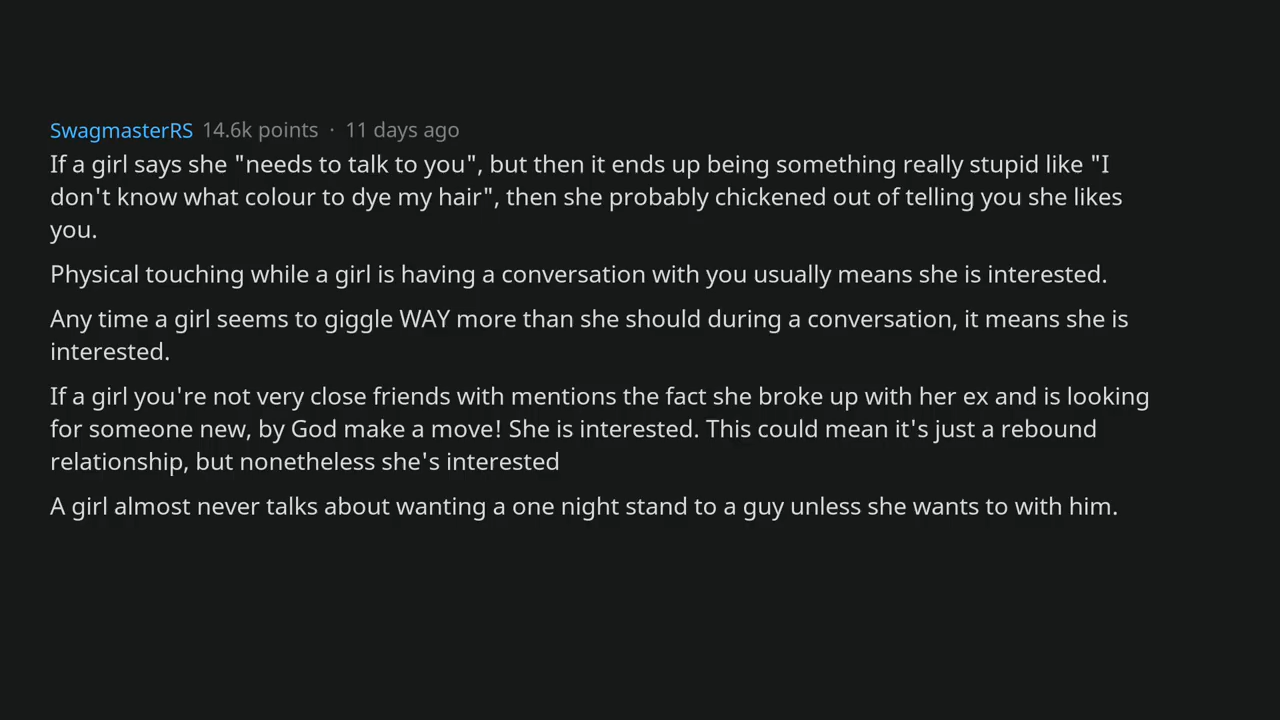 SwagmasterRS 14.6k points · 11 days ago
If a girl says she "needs to talk to you", but then it ends up being something really stupid like "I
don't know what colour to dye my hair", then she probably chickened out of telling you she likes
you.
Physical touching while a girl is having a conversation with you usually means she is interested.
Any time a girl seems to giggle WAY more than she should during a conversation, it means she is
interested.
If a girl you're not very close friends with mentions the fact she broke up with her ex and is looking
for someone new, by God make a move! She is interested. This could mean it's just a rebound
relationship, but nonetheless she's interested
A girl almost never talks about wanting a one night stand to a guy unless she wants to with him.